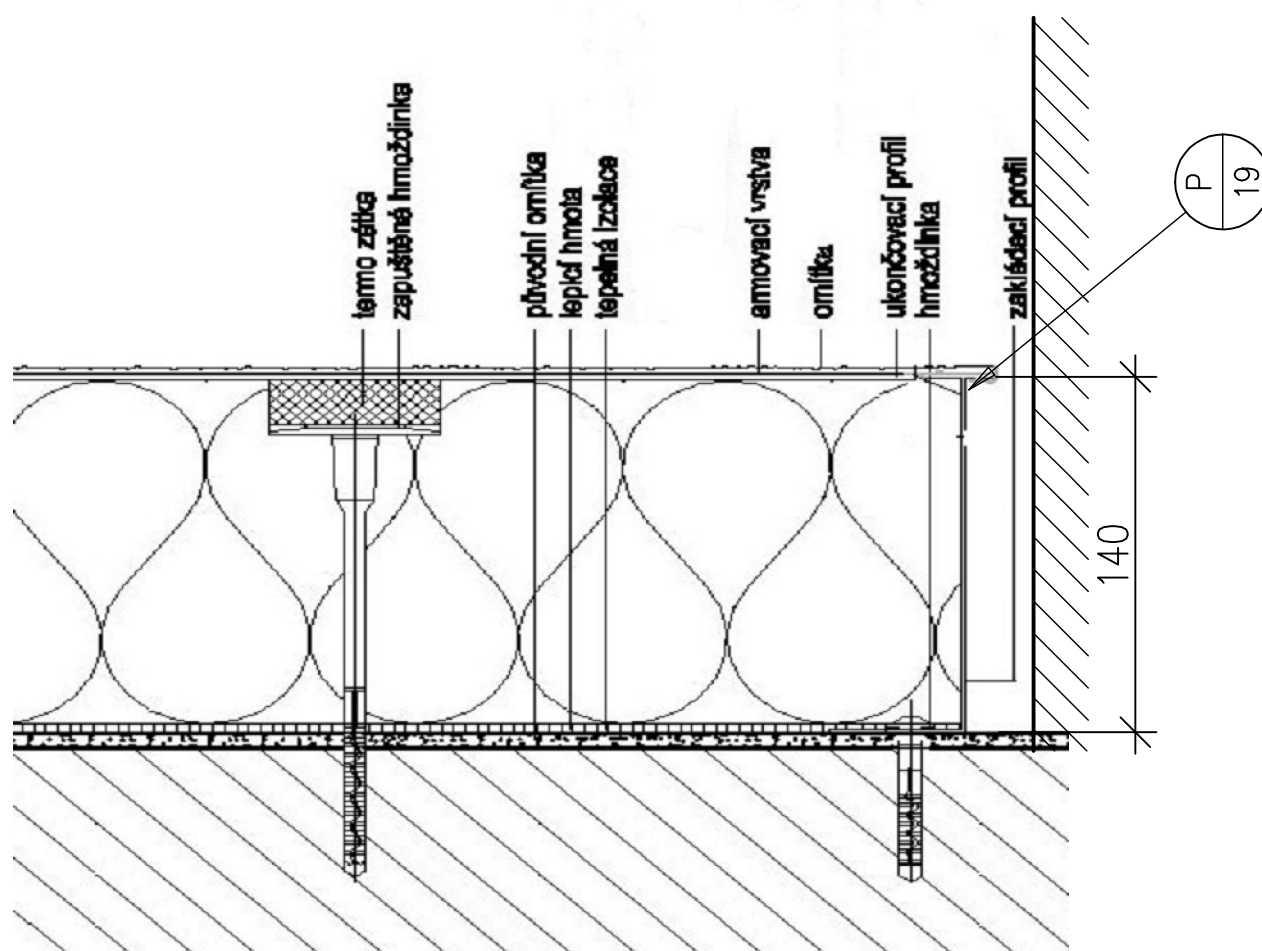 termo zátka
zapuštěná hmoždinka
původní omítka
lepicí hmota
tepelná izolace
armovací vrstva
omítka
ukončovací profil
hmoždinka
zakládací profil
P
19
140